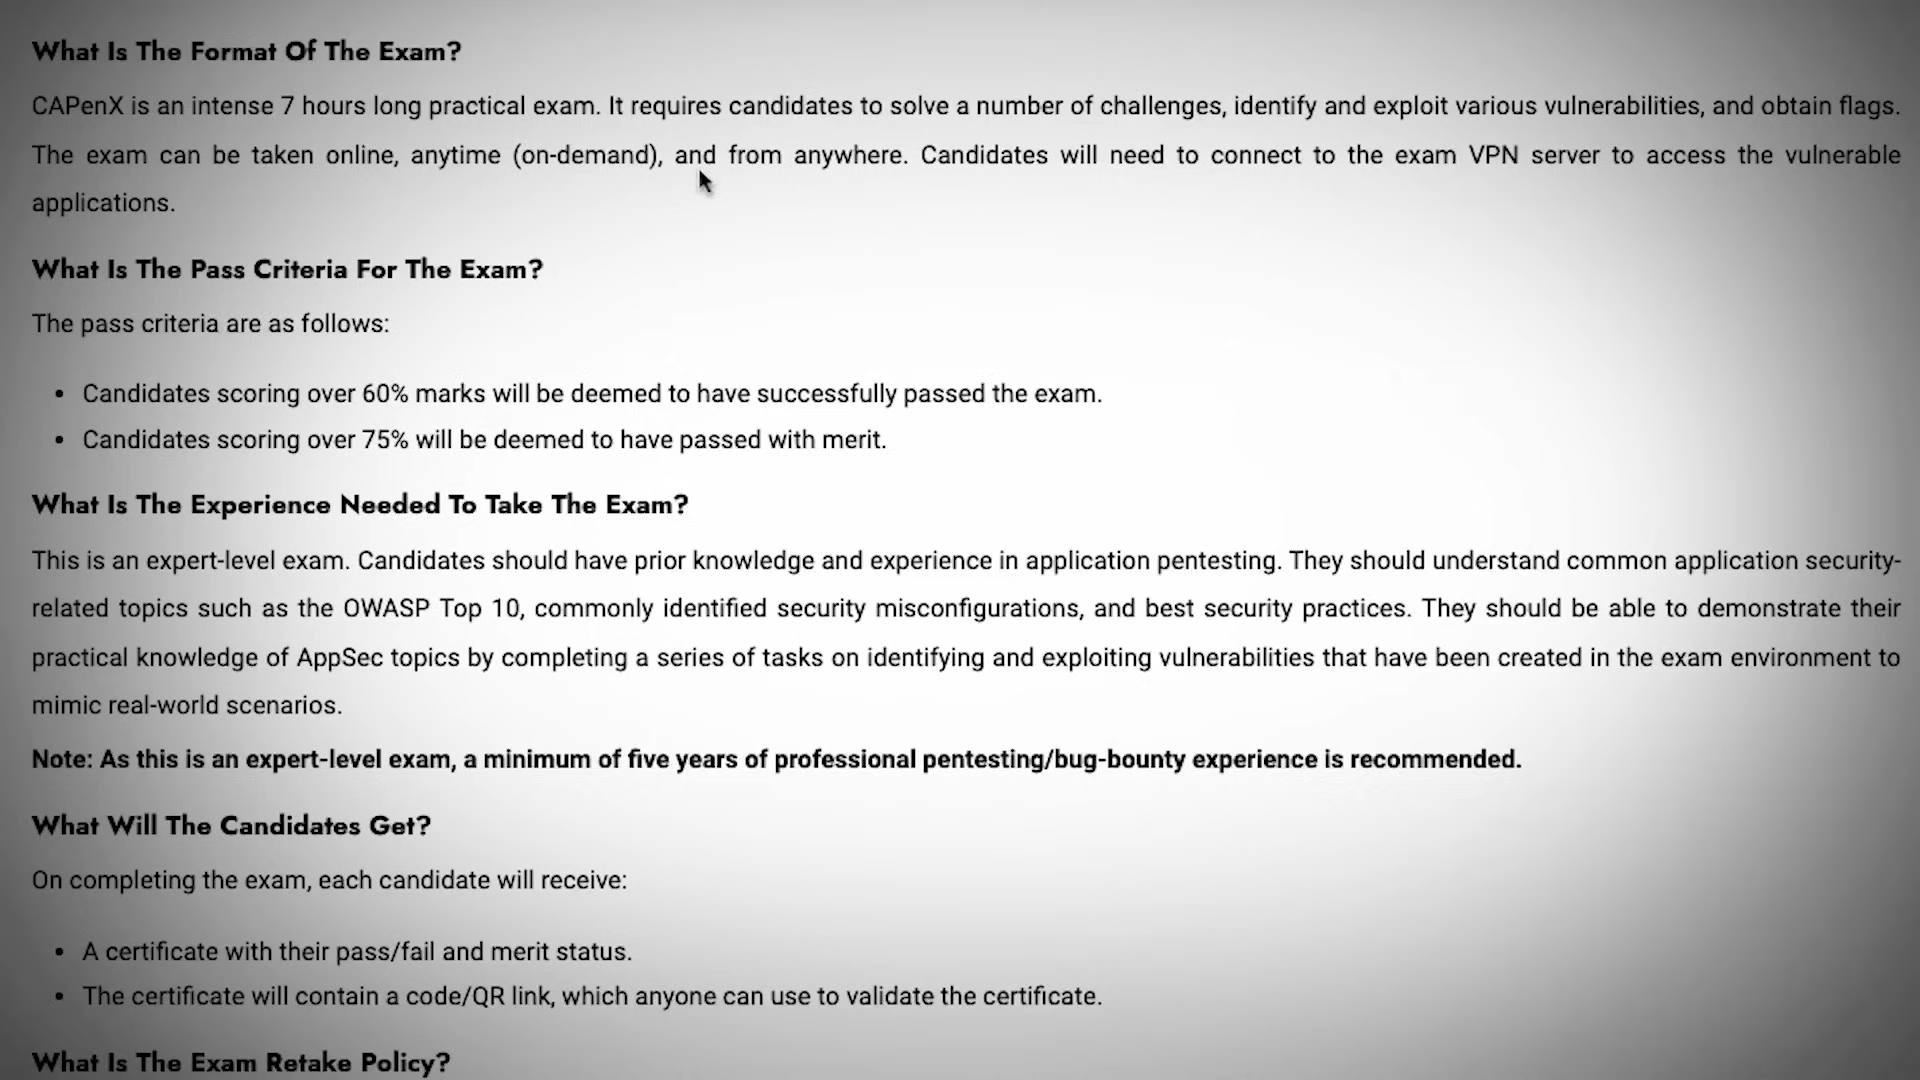 What Is The Format Of The Exam?
CAPenX is an intense 7 hours long practical exam. It requires candidates to solve a number of challenges, identify and exploit various vulnerabilities, and obtain flags.
The exam can be taken online, anytime (on-demand), and from anywhere. Candidates will need to connect to the exam VPN server to access the vulnerable
applications.
What Is The Pass Criteria For The Exam?
The pass criteria are as follows:
• Candidates scoring over 60% marks will be deemed to have successfully passed the exam.
• Candidates scoring over 75% will be deemed to have passed with merit.
What Is The Experience Needed To Take The Exam?
This is an expert-level exam. Candidates should have prior knowledge and experience in application pentesting. They should understand common application security-
related topics such as the OWASP Top 10, commonly identified security misconfigurations, and best security practices. They should be able to demonstrate their
practical knowledge of AppSec topics by completing a series of tasks on identifying and exploiting vulnerabilities that have been created in the exam environment to
mimic real-world scenarios.
Note: As this is an expert-level exam, a minimum of five years of professional pentesting/bug-bounty experience is recommended.
What Will The Candidates Get?
On completing the exam, each candidate will receive:
• A certificate with their pass/fail and merit status.
• The certificate will contain a code/QR link, which anyone can use to validate the certificate.
What Is The Exam Retake Policy?